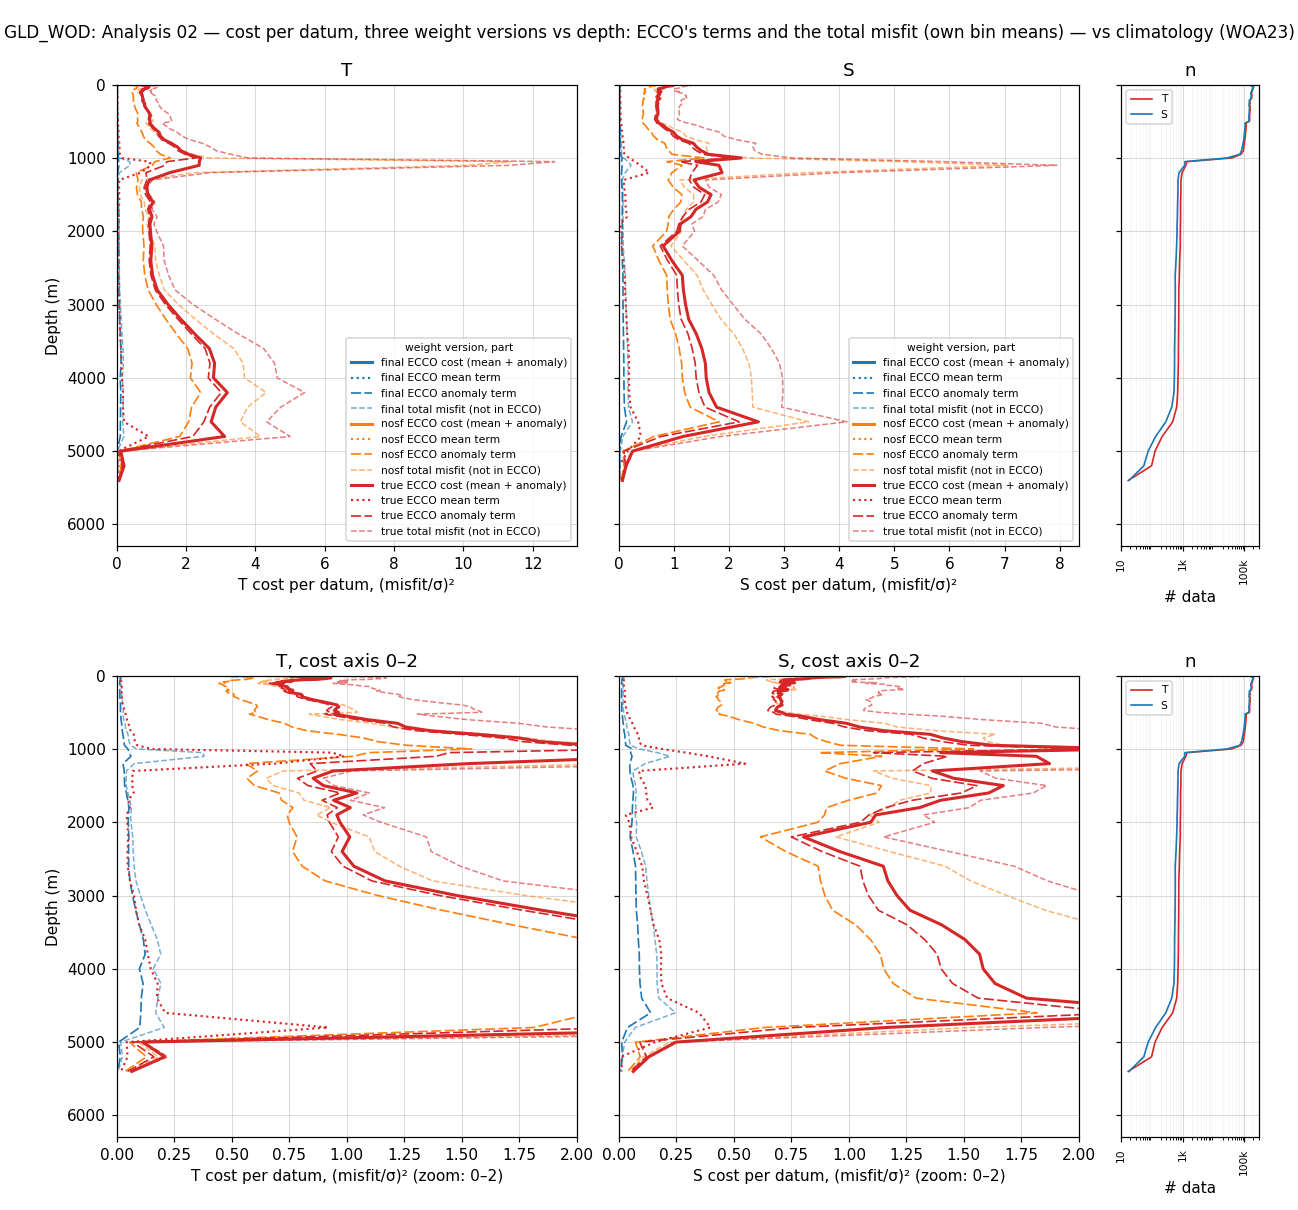 GLD_WOD: Analysis 02 — cost per datum, three weight versions vs depth: ECCO's terms and the total misfit (own bin means) — vs climatology (WOA23)
T
S
n
0
1000
2000
3000
4000
5000
6000
Depth (m)
weight version, part
final ECCO cost (mean + anomaly)
final ECCO mean term
final ECCO anomaly term
final total misfit (not in ECCO)
nosf ECCO cost (mean + anomaly)
nosf ECCO mean term
nosf ECCO anomaly term
nosf total misfit (not in ECCO)
true ECCO cost (mean + anomaly)
true ECCO mean term
true ECCO anomaly term
true total misfit (not in ECCO)
0 2 4 6 8 10 12
T cost per datum, (misfit/σ)²
weight version, part
final ECCO cost (mean + anomaly)
final ECCO mean term
final ECCO anomaly term
final total misfit (not in ECCO)
nosf ECCO cost (mean + anomaly)
nosf ECCO mean term
nosf ECCO anomaly term
nosf total misfit (not in ECCO)
true ECCO cost (mean + anomaly)
true ECCO mean term
true ECCO anomaly term
true total misfit (not in ECCO)
0 1 2 3 4 5 6 7 8
S cost per datum, (misfit/σ)²
T
S
10 1k 100k
# data
T, cost axis 0–2
S, cost axis 0–2
n
0
1000
2000
3000
4000
5000
6000
Depth (m)
0.00 0.25 0.50 0.75 1.00 1.25 1.50 1.75 2.00
T cost per datum, (misfit/σ)² (zoom: 0–2)
0.00 0.25 0.50 0.75 1.00 1.25 1.50 1.75 2.00
S cost per datum, (misfit/σ)² (zoom: 0–2)
T
S
10 1k 100k
# data